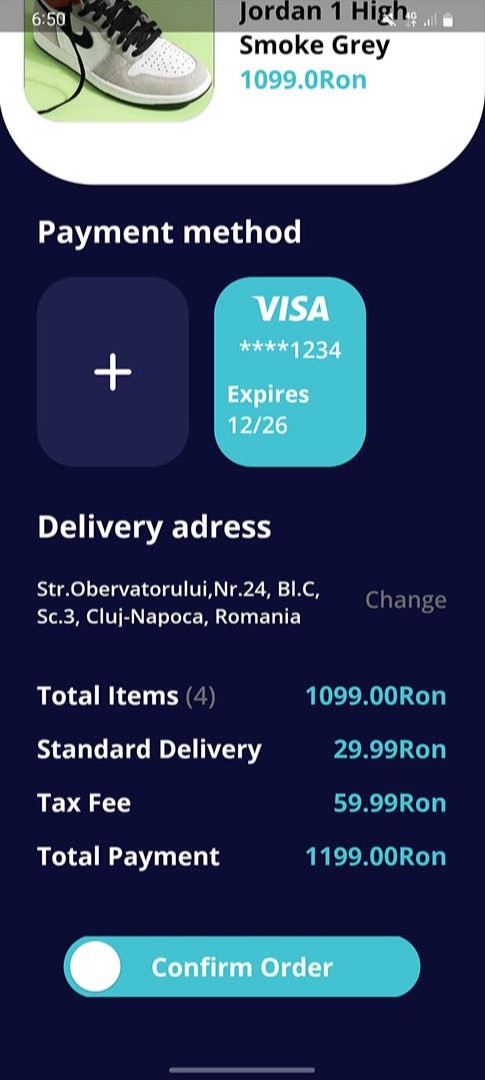 6:50
Jordan 1 High
Smoke Grey
1099.0Ron
Payment method
+
VISA
****1234
Expires
12/26
Delivery adress
Str.Obervatorului,Nr.24, Bl.C,
Sc.3, Cluj-Napoca, Romania
Change
Total Items (4) 1099.00Ron
Standard Delivery 29.99Ron
Tax Fee 59.99Ron
Total Payment 1199.00Ron
Confirm Order